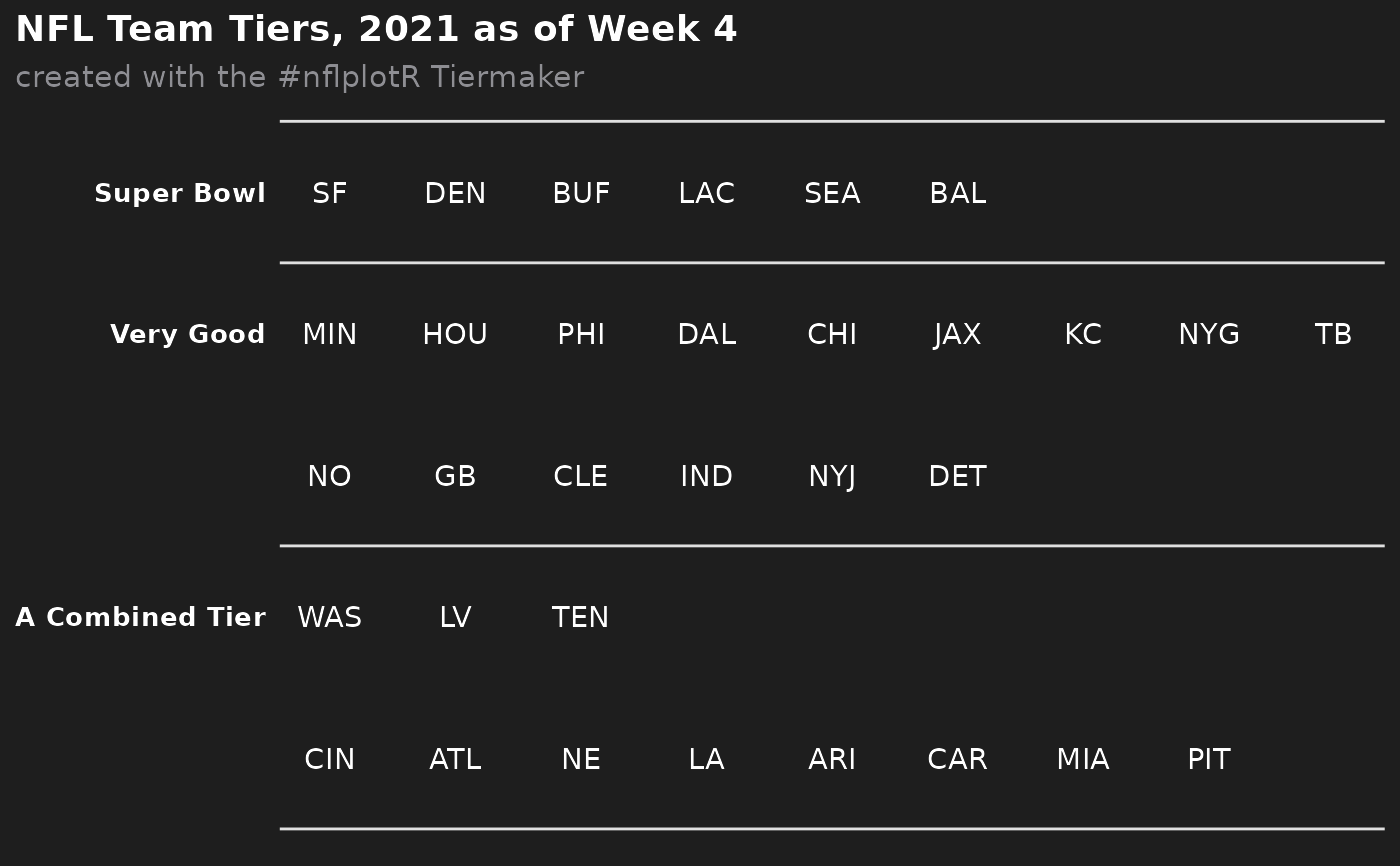 NFL Team Tiers, 2021 as of Week 4
created with the #nflplotR Tiermaker
Super Bowl SF DEN BUF LAC SEA BAL
Very Good MIN HOU PHI DAL CHI JAX KC NYG TB
NO GB CLE IND NYJ DET
A Combined Tier WAS LV TEN
CIN ATL NE LA ARI CAR MIA PIT